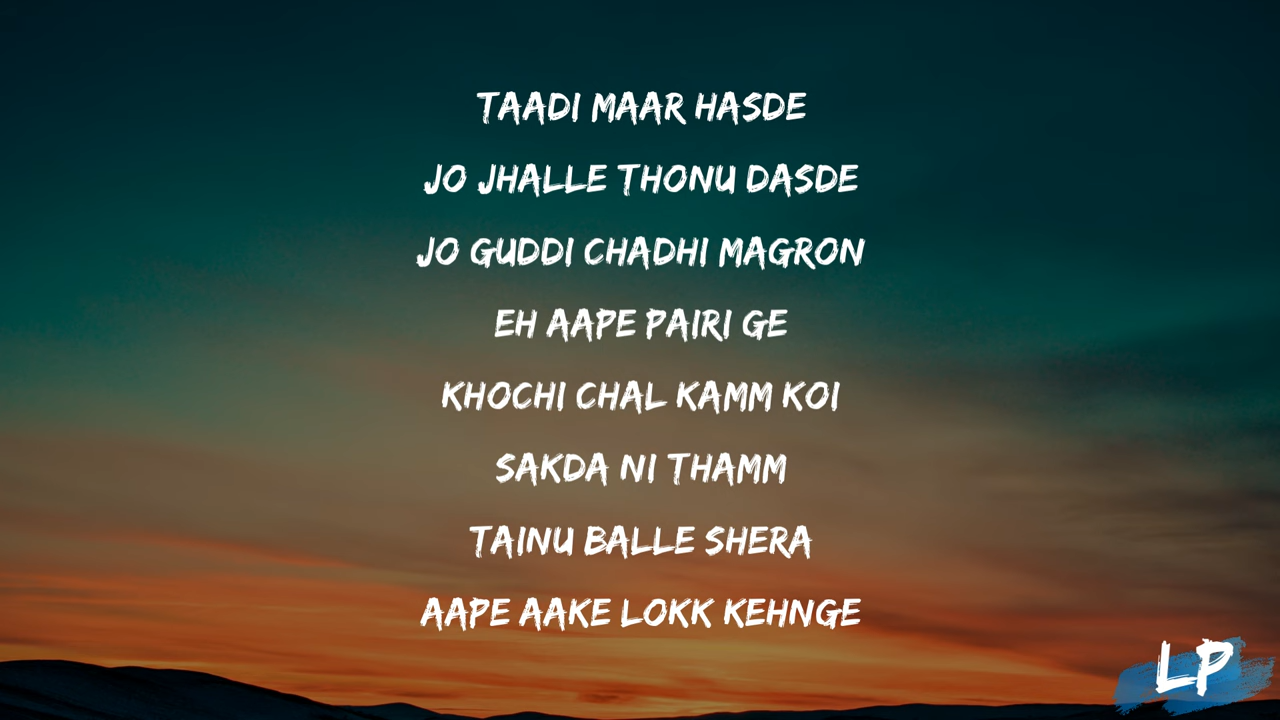 TAADI MAAR HASDE
JO JHALLE THONU DASDE
JO GUDDI CHADHI MAGRON
EH AAPE PAIRI GE
KHOCHI CHAL KAMM KOI
SAKDA NI THAMM
TAINU BALLE SHERA
AAPE AAKE LOKK KEHNGE
LP